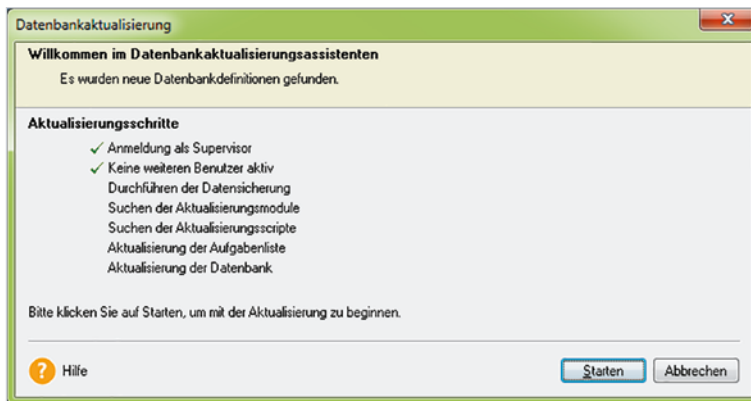 Datenbankaktualisierung
Willkommen im Datenbankaktualisierungsassistenten
Es wurden neue Datenbankdefinitionen gefunden.
Aktualisierungsschritte
Anmeldung als Supervisor
Keine weiteren Benutzer aktiv
Durchführen der Datensicherung
Suchen der Aktualisierungsmodule
Suchen der Aktualisierungsscripte
Aktualisierung der Aufgabenliste
Aktualisierung der Datenbank
Bitte klicken Sie auf Starten, um mit der Aktualisierung zu beginnen.
? Hilfe Starten Abbrechen